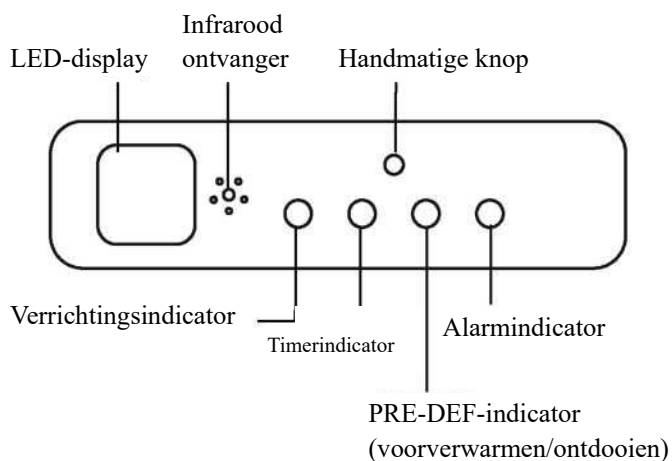 Infrarood
LED-display ontvanger Handmatige knop
Verrichtingsindicator
Timerindicator
Alarmindicator
PRE-DEF-indicator
(voorverwarmen/ontdooien)